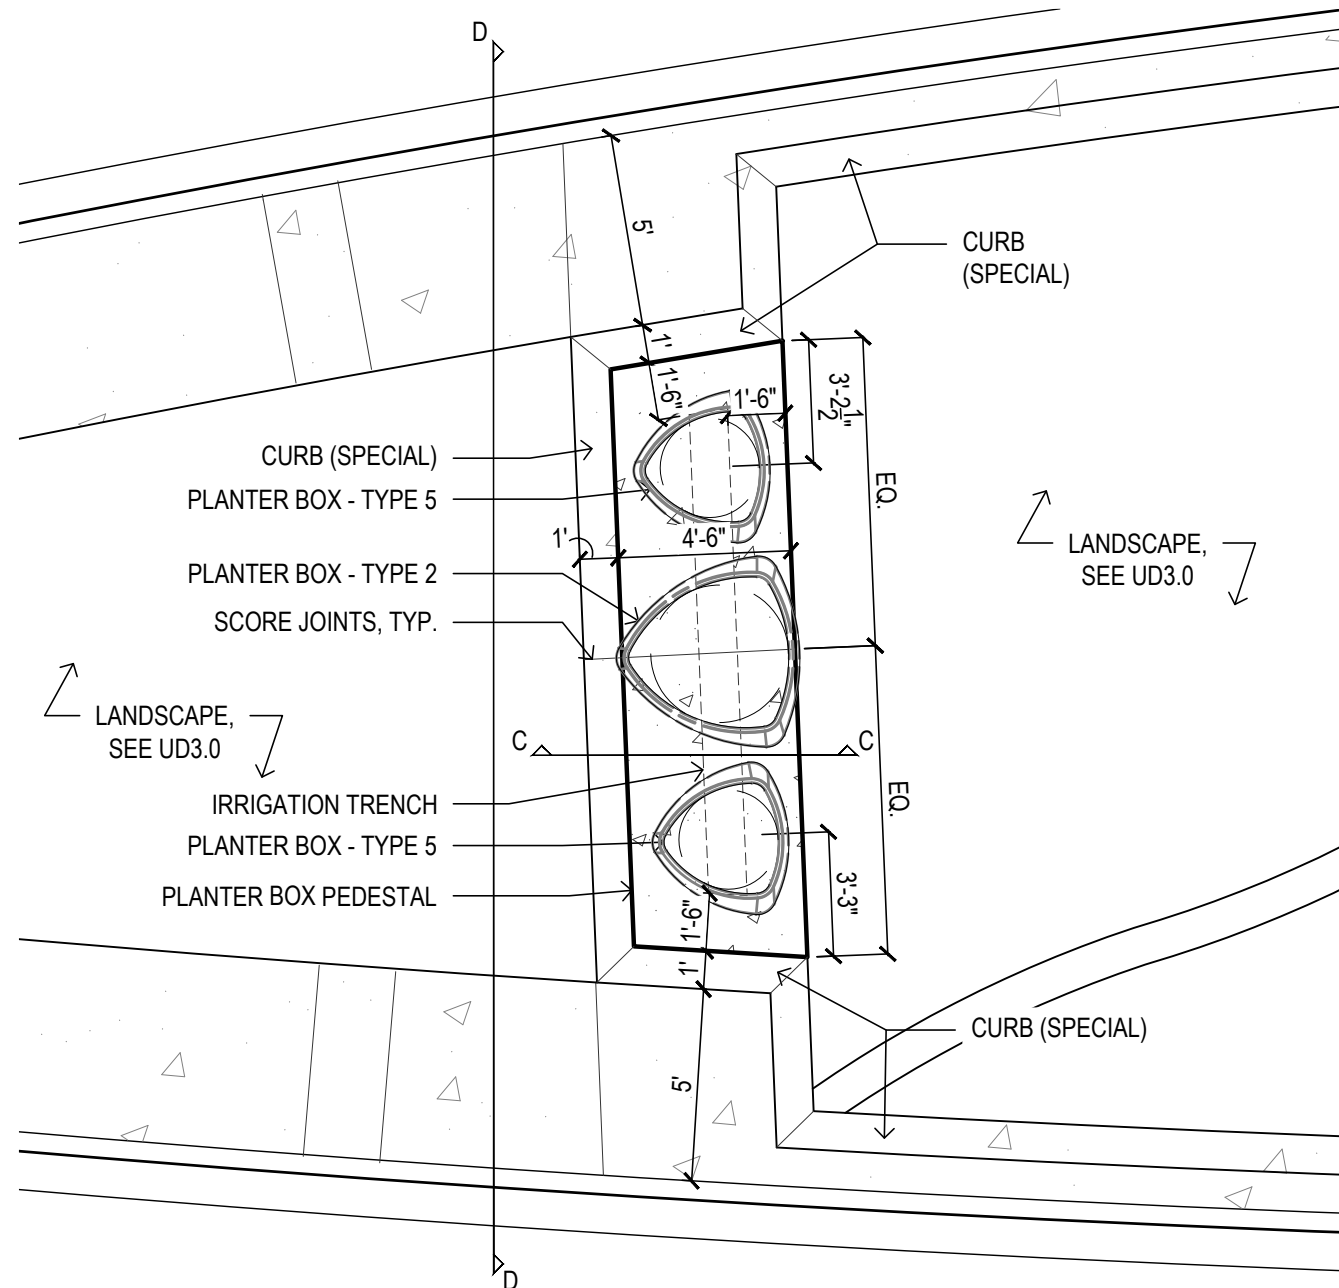 D
5'
CURB
(SPECIAL)
1'
1'-6"
1'-6"
3'-2 1/2"
CURB (SPECIAL)
PLANTER BOX - TYPE 5
EQ.
1'
4'-6"
LANDSCAPE,
SEE UD3.0
PLANTER BOX - TYPE 2
SCORE JOINTS, TYP.
LANDSCAPE,
SEE UD3.0
C
C
IRRIGATION TRENCH
EQ.
PLANTER BOX - TYPE 5
PLANTER BOX PEDESTAL
3'-3"
1'-6"
1'
CURB (SPECIAL)
5'
D